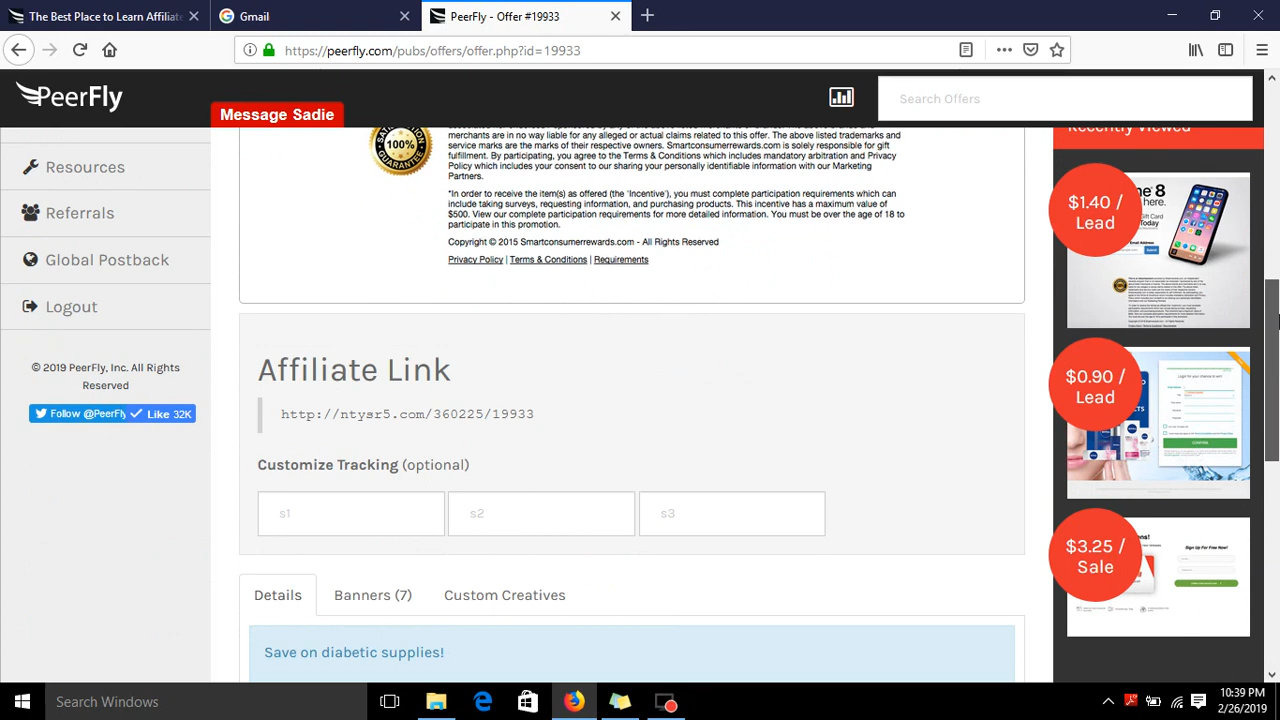 The Best Place to Learn Affiliate
Gmail
PeerFly - Offer #19933
https://peerfly.com/pubs/offers/offer.php?id=19933
PeerFly
Message Sadie
Search Offers
Resources
Referrals
Global Postback
Logout
© 2019 PeerFly, Inc. All Rights
Reserved
Follow @PeerFly
Like 32K
100%
merchants are in no way liable for any alleged or actual claims related to this offer. The above listed trademarks and
service marks are the marks of their respective owners. Smartconsumerrewards.com is solely responsible for gift
fulfillment. By participating, you agree to the Terms & Conditions which includes mandatory arbitration and Privacy
Policy which includes your consent to our sharing your personally identifiable information with our Marketing
Partners.
*In order to receive the item(s) as offered (the 'Incentive'), you must complete participation requirements which can
include taking surveys, requesting information, and purchasing products. This incentive has a maximum value of
$500. View our complete participation requirements for more detailed information. You must be over the age of 18 to
participate in this promotion.
Copyright © 2015 Smartconsumerrewards.com - All Rights Reserved
Privacy Policy | Terms & Conditions | Requirements
Affiliate Link
http://ntysr5.com/360225/19933
Customize Tracking (optional)
s1
s2
s3
Details
Banners (7)
Custom Creatives
Save on diabetic supplies!
Recently Viewed
$1.40 /
Lead
$0.90 /
Lead
$3.25 /
Sale
Sign Up For Free Now!
Search Windows
10:39 PM
2/26/2019